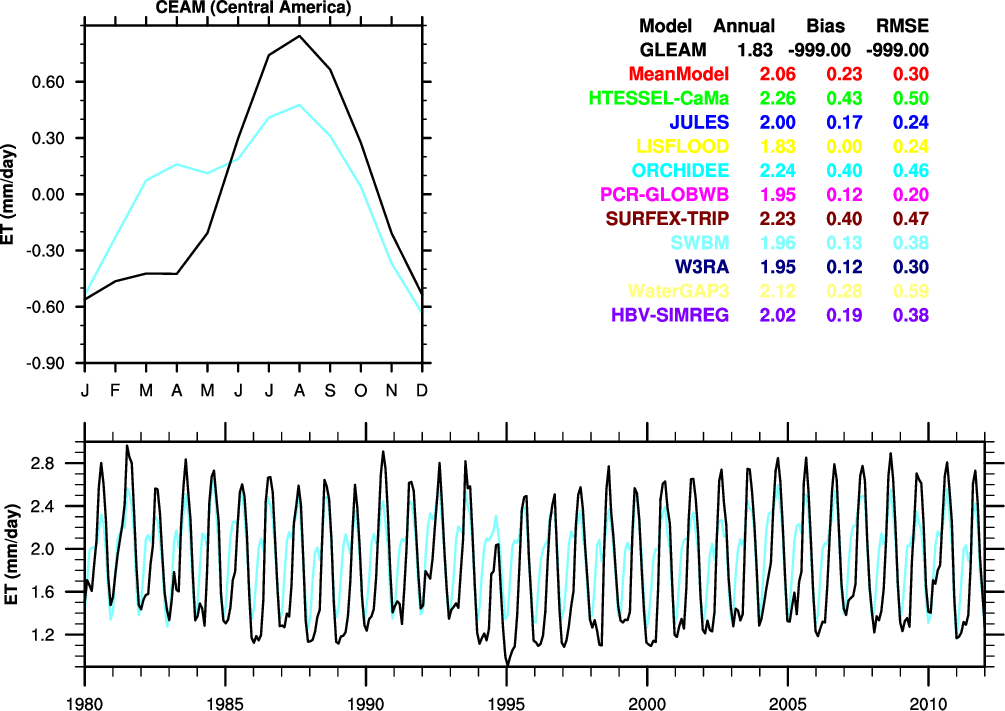 CEAM (Central America)
ET (mm/day)
0.60
0.30
0.00
-0.30
-0.60
-0.90
J F M A M J J A S O N D
Model Annual Bias RMSE
GLEAM 1.83 -999.00 -999.00
MeanModel 2.06 0.23 0.30
HTESSEL-CaMa 2.26 0.43 0.50
JULES 2.00 0.17 0.24
LISFLOOD 1.83 0.00 0.24
ORCHIDEE 2.24 0.40 0.46
PCR-GLOBWB 1.95 0.12 0.20
SURFEX-TRIP 2.23 0.40 0.47
SWBM 1.96 0.13 0.38
W3RA 1.95 0.12 0.30
WaterGAP3 2.12 0.28 0.59
HBV-SIMREG 2.02 0.19 0.38
ET (mm/day)
2.8
2.4
2.0
1.6
1.2
1980 1985 1990 1995 2000 2005 2010